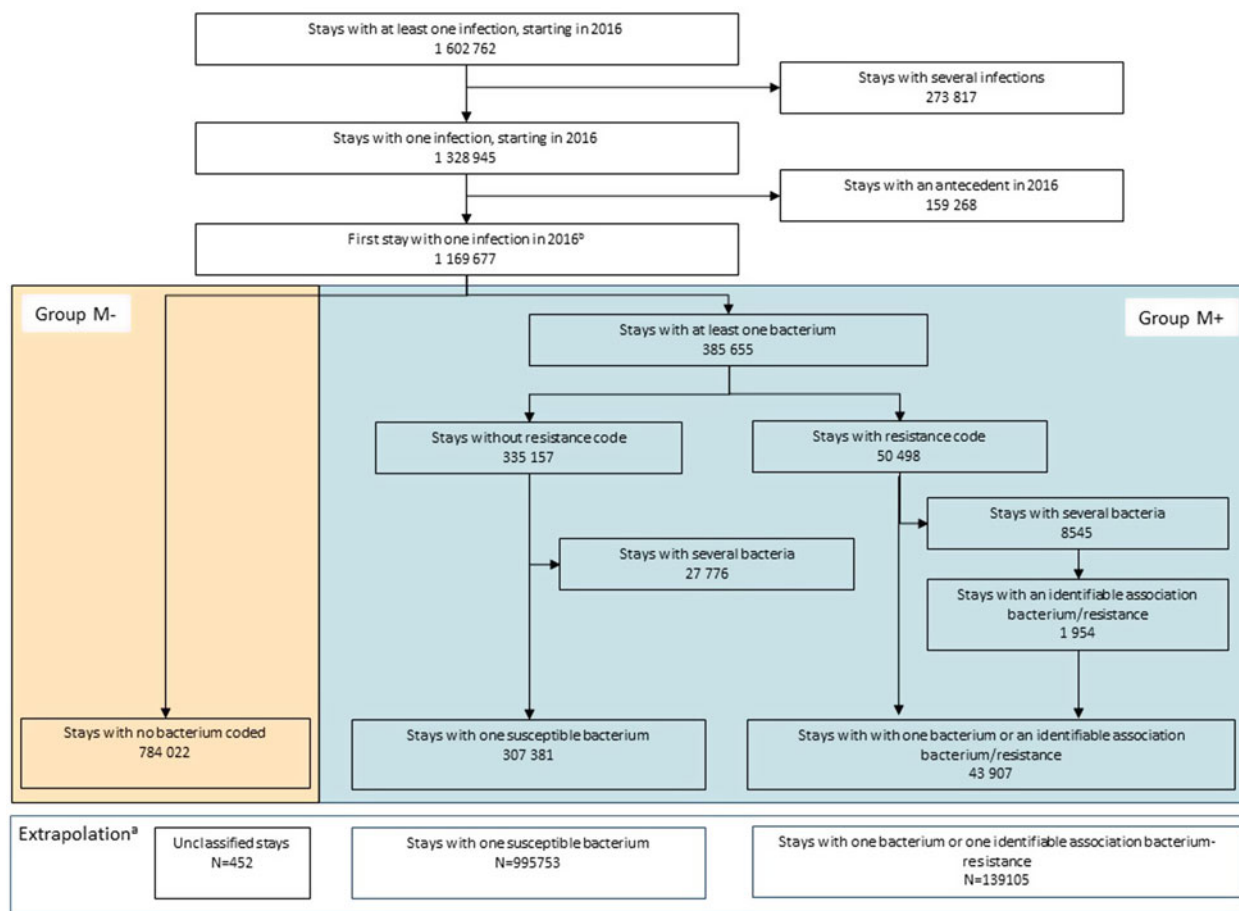 Stays with at least one infection, starting in 2016
1 602 762
Stays with several infections
273 817
Stays with one infection, starting in 2016
1 328 945
Stays with an antecedent in 2016
159 268
First stay with one infection in 2016ᵇ
1 169 677
Group M-
Group M+
Stays with at least one bacterium
385 655
Stays without resistance code
335 157
Stays with resistance code
50 498
Stays with several bacteria
8545
Stays with several bacteria
27 776
Stays with an identifiable association
bacterium/resistance
1 954
Stays with no bacterium coded
784 022
Stays with one susceptible bacterium
307 381
Stays with with one bacterium or an identifiable association
bacterium/resistance
43 907
Extrapolationᵃ
Unclassified stays
N=452
Stays with one susceptible bacterium
N=995753
Stays with one bacterium or one identifiable association bacterium-
resistance
N=139105